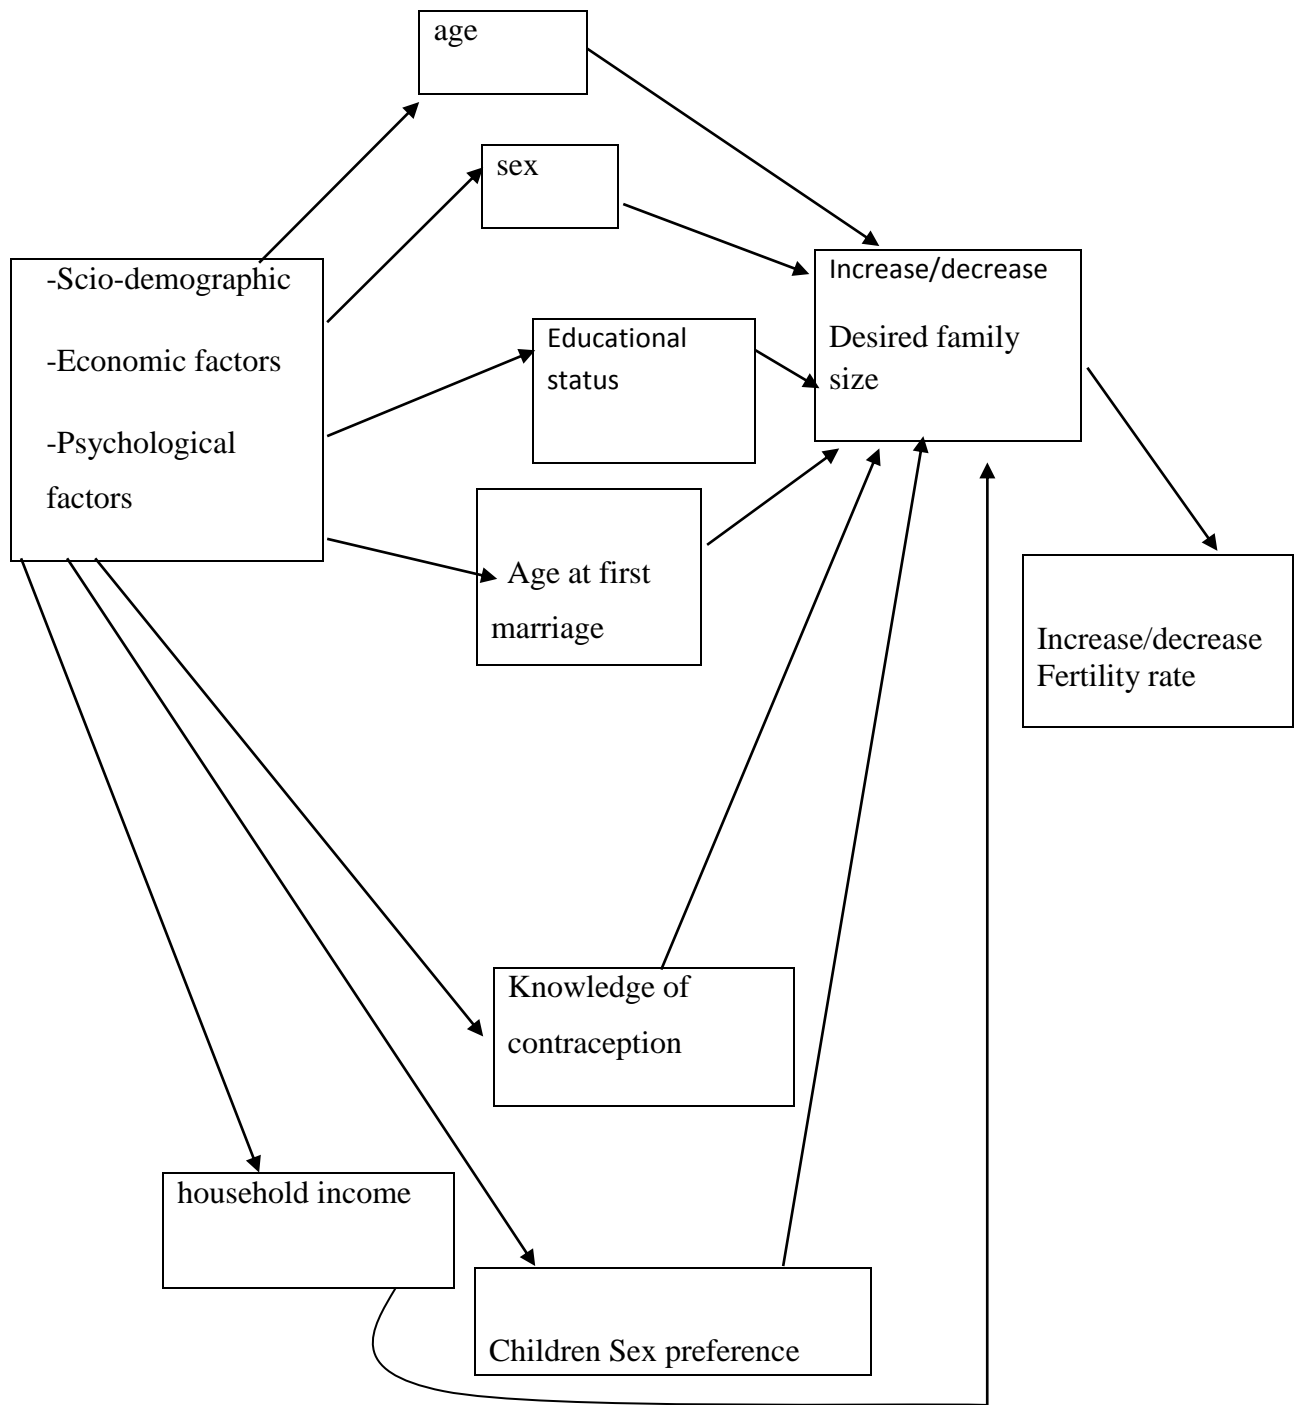 age
sex
-Scio-demographic
-Economic factors
-Psychological
factors
Increase/decrease
Desired family
size
Educational
status
Age at first
marriage
Increase/decrease
Fertility rate
Knowledge of
contraception
household income
Children Sex preference